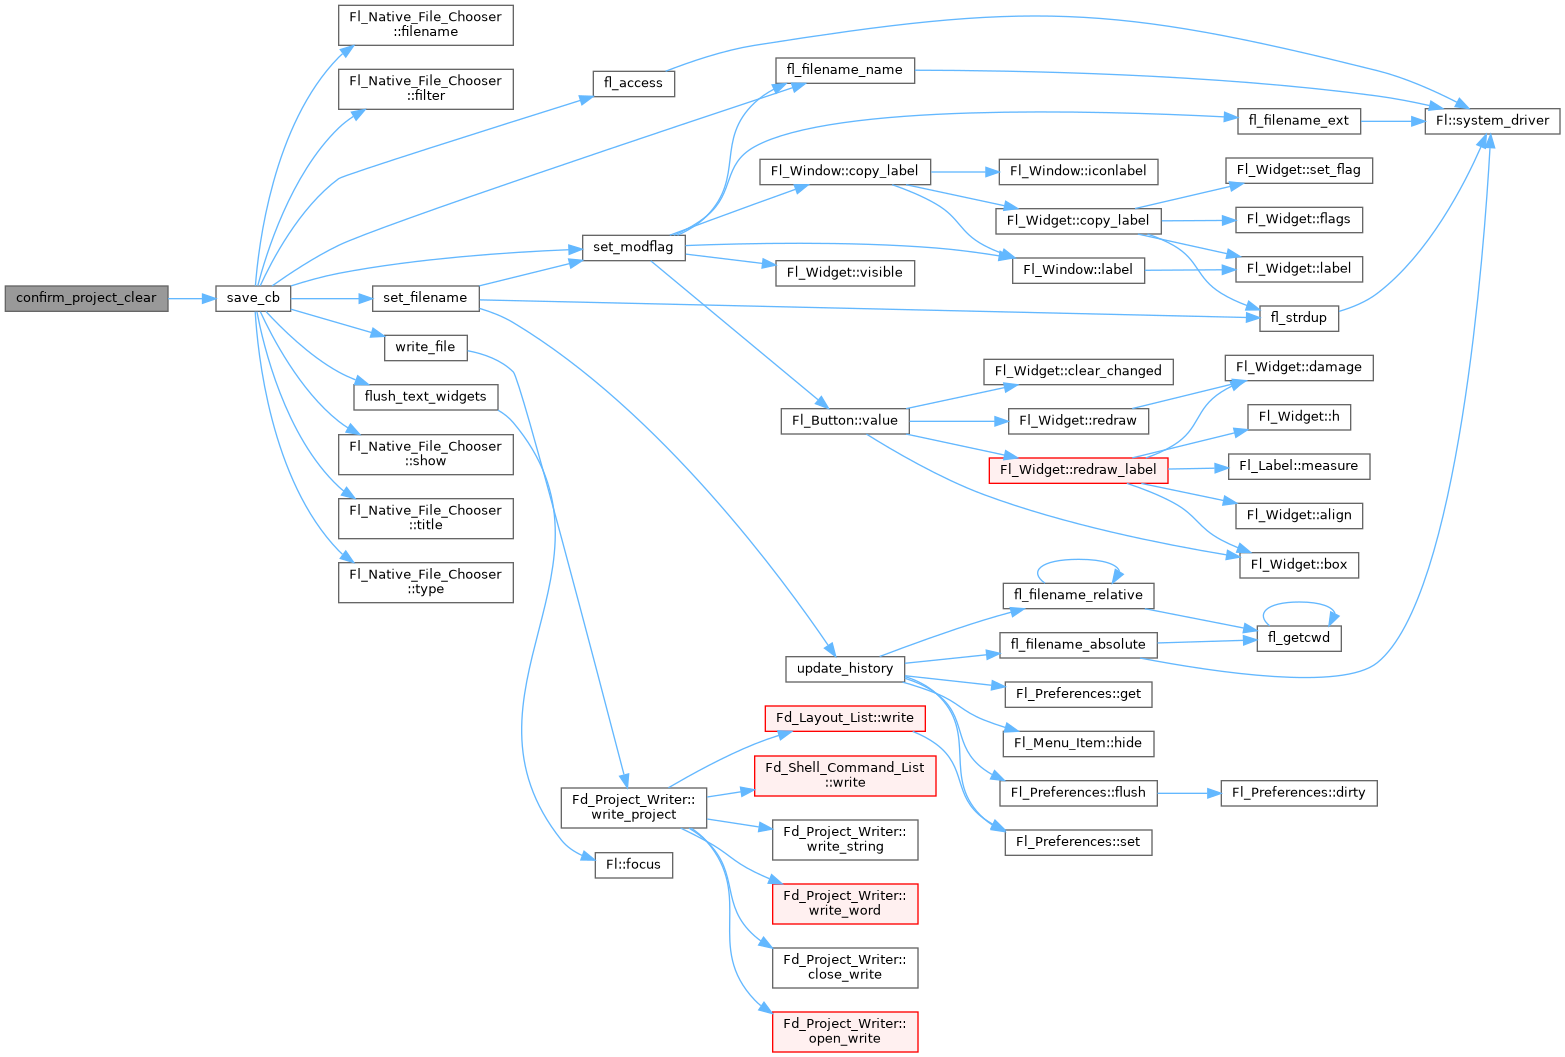 Fl_Native_File_Chooser
::filename
Fl_Native_File_Chooser
::filter
fl_access
fl_filename_name
fl_filename_ext
Fl::system_driver
Fl_Window::copy_label
Fl_Window::iconlabel
Fl_Widget::set_flag
Fl_Widget::copy_label
Fl_Widget::flags
set_modflag
Fl_Widget::visible
Fl_Window::label
Fl_Widget::label
confirm_project_clear
save_cb
set_filename
fl_strdup
write_file
flush_text_widgets
Fl_Widget::clear_changed
Fl_Widget::damage
Fl_Button::value
Fl_Widget::redraw
Fl_Widget::h
Fl_Native_File_Chooser
::show
Fl_Widget::redraw_label
Fl_Label::measure
Fl_Native_File_Chooser
::title
Fl_Widget::align
Fl_Native_File_Chooser
::type
Fl_Widget::box
fl_filename_relative
fl_getcwd
fl_filename_absolute
update_history
Fl_Preferences::get
Fd_Layout_List::write
Fl_Menu_Item::hide
Fd_Shell_Command_List
::write
Fl_Preferences::flush
Fl_Preferences::dirty
Fd_Project_Writer::
write_project
Fd_Project_Writer::
write_string
Fl_Preferences::set
Fl::focus
Fd_Project_Writer::
write_word
Fd_Project_Writer::
close_write
Fd_Project_Writer::
open_write